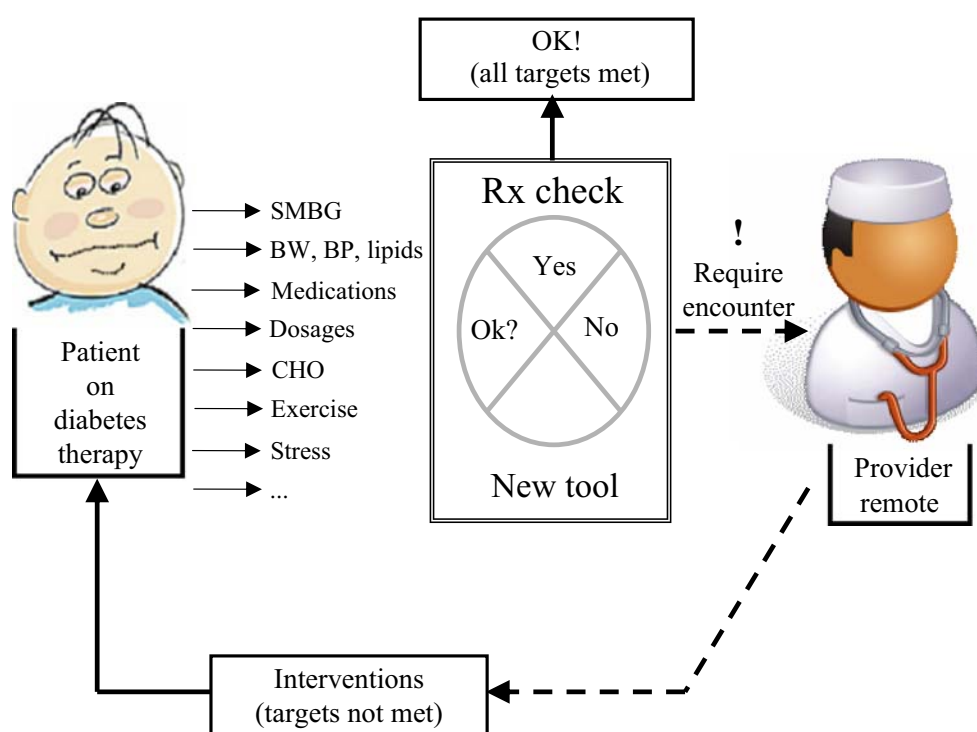 OK!
(all targets met)
Rx check
Yes
Ok?
No
New tool
SMBG
BW, BP, lipids
Medications
Dosages
CHO
Exercise
Stress
...
Patient
on
diabetes
therapy
!
Require
encounter
Provider
remote
Interventions
(targets not met)